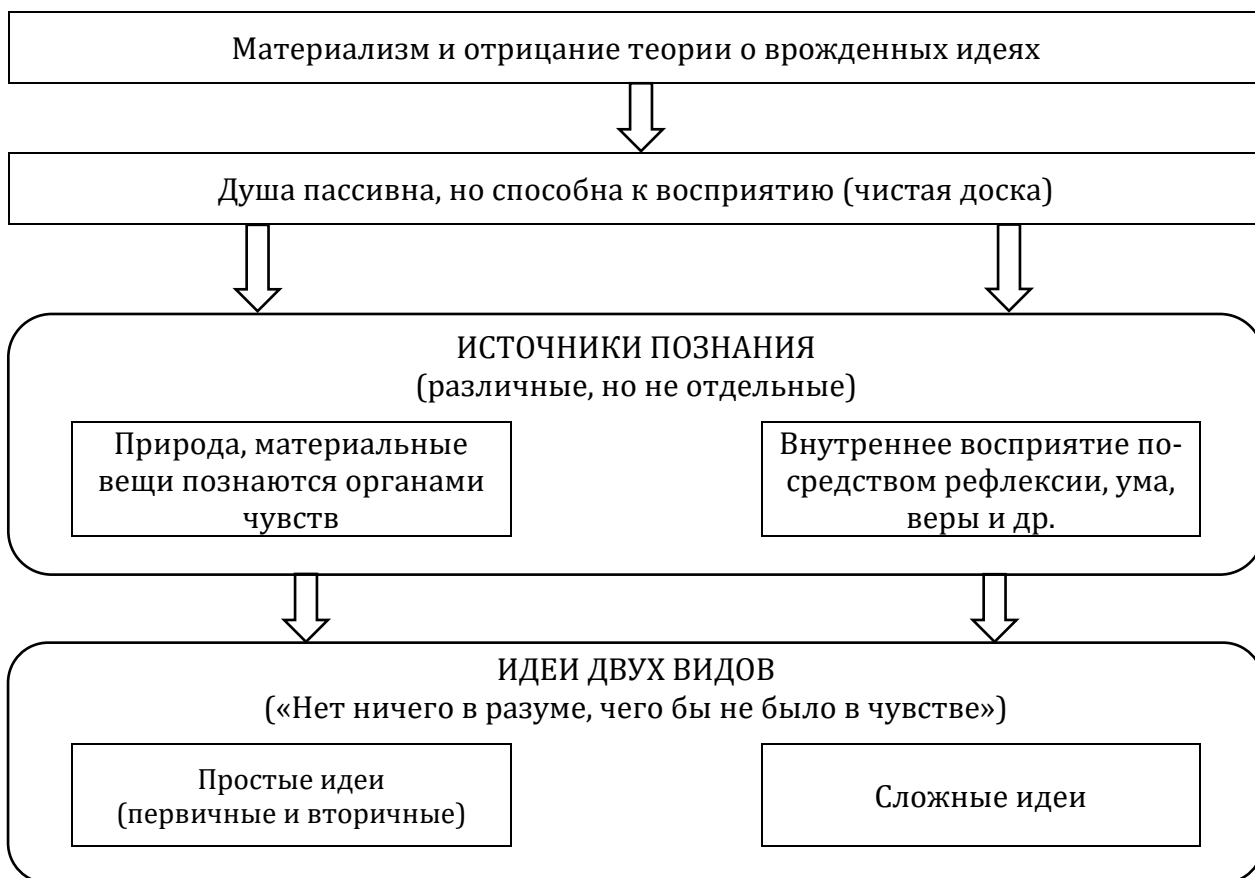 Материализм и отрицание теории о врожденных идеях
Душа пассивна, но способна к восприятию (чистая доска)
ИСТОЧНИКИ ПОЗНАНИЯ
(различные, но не отдельные)
Природа, материальные
вещи познаются органами
чувств
Внутреннее восприятие по-
средством рефлексии, ума,
веры и др.
ИДЕИ ДВУХ ВИДОВ
(«Нет ничего в разуме, чего бы не было в чувстве»)
Простые идеи
(первичные и вторичные)
Сложные идеи